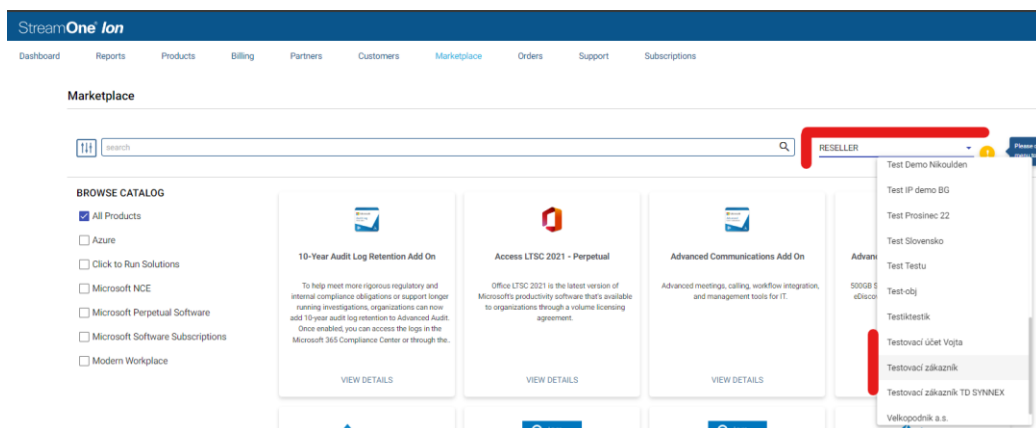 StreamOne Ion
Dashboard Reports Products Billing Partners Customers Marketplace Orders Support Subscriptions
Marketplace
search
RESELLER
!
Please
menu to
Test Demo Nikoulden
Test IP demo BG
Test Prosinec 22
Test Slovensko
Test Testu
Test-obj
Testiktestik
Testovací účet Vojta
Testovací zákazník
Testovací zákazník TD SYNNEX
Velkopodnik a.s.
BROWSE CATALOG
All Products
Azure
Click to Run Solutions
Microsoft NCE
Microsoft Perpetual Software
Microsoft Software Subscriptions
Modern Workplace
10-Year Audit Log Retention Add On
To help meet more rigorous regulatory and
internal compliance obligations or support longer
running investigations, organizations can now
add 10-year audit log retention to Advanced Audit.
Once enabled, you can access the logs in the
Microsoft 365 Compliance Center or through the..
VIEW DETAILS
Access LTSC 2021 - Perpetual
Office LTSC 2021 is the latest version of
Microsoft's productivity software that's available
to organizations through a volume licensing
agreement.
VIEW DETAILS
Advanced Communications Add On
Advanced meetings, calling, workflow integration,
and management tools for IT.
VIEW DETAILS
Advan
500GB S
eDiscov